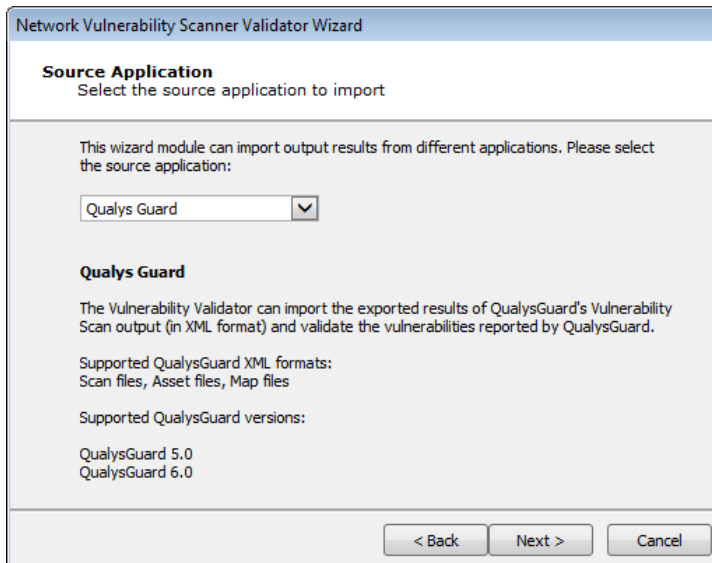 Network Vulnerability Scanner Validator Wizard
Source Application
Select the source application to import
This wizard module can import output results from different applications. Please select
the source application:
Qualys Guard
Qualys Guard
The Vulnerability Validator can import the exported results of QualysGuard's Vulnerability
Scan output (in XML format) and validate the vulnerabilities reported by QualysGuard.
Supported QualysGuard XML formats:
Scan files, Asset files, Map files
Supported QualysGuard versions:
QualysGuard 5.0
QualysGuard 6.0
< Back Next > Cancel